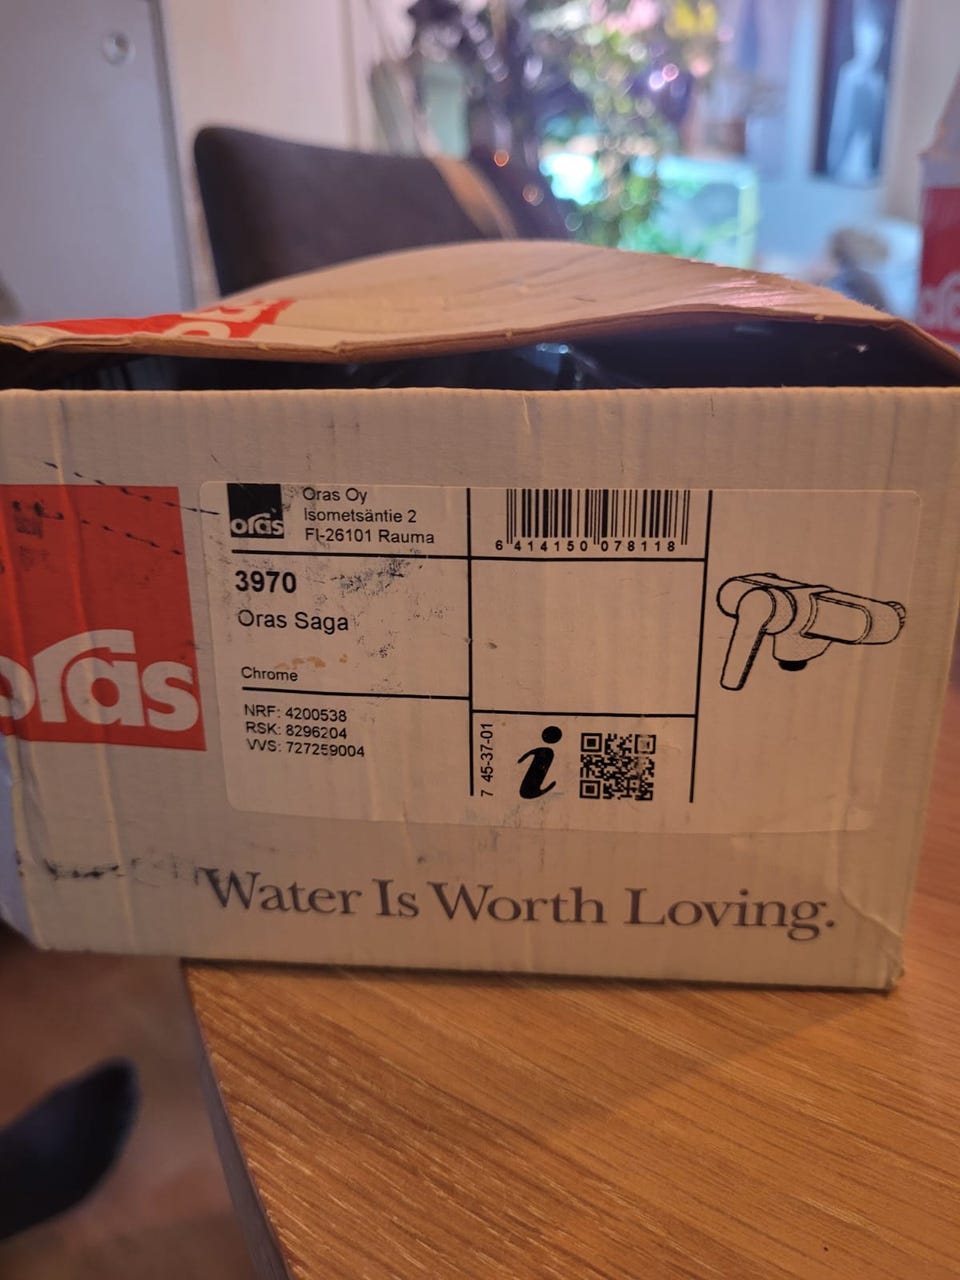 oras
oras
Oras Oy
Isometsäntie 2
FI-26101 Rauma
6 414150 078118
3970
Oras Saga
Chrome
NRF: 4200538
RSK: 8296204
VVS: 727259004
7 45-37-01
i
Water Is Worth Loving.